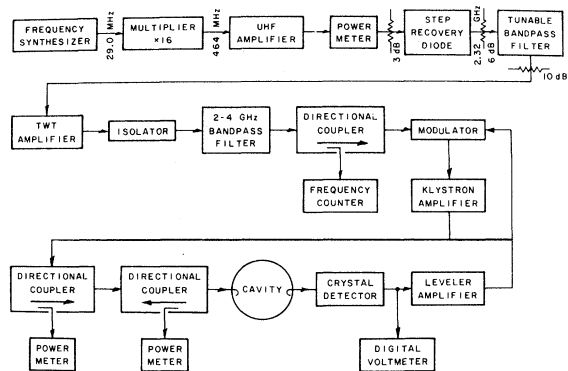 FREQUENCY
SYNTHESIZER
29.0 MHz
MULTIPLIER
×16
464 MHz
UHF
AMPLIFIER
POWER
METER
3 dB
STEP
RECOVERY
DIODE
2.32 GHz
6 dB
TUNABLE
BANDPASS
FILTER
10 dB
TWT
AMPLIFIER
ISOLATOR
2-4 GHz
BANDPASS
FILTER
DIRECTIONAL
COUPLER
MODULATOR
FREQUENCY
COUNTER
KLYSTRON
AMPLIFIER
DIRECTIONAL
COUPLER
DIRECTIONAL
COUPLER
CAVITY
CRYSTAL
DETECTOR
LEVELER
AMPLIFIER
POWER
METER
POWER
METER
DIGITAL
VOLTMETER